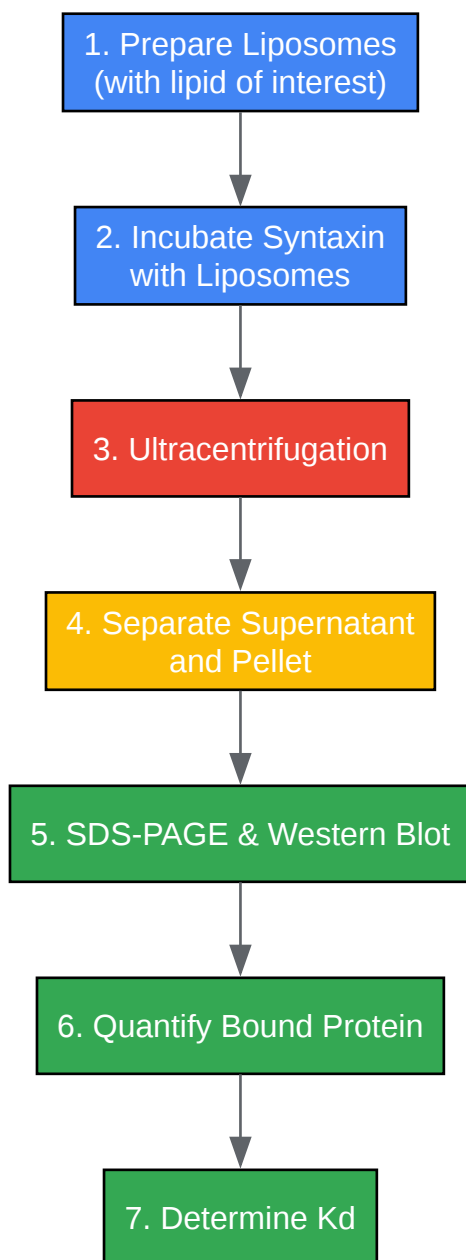 1. Prepare Liposomes
(with lipid of interest)
2. Incubate Syntaxin
with Liposomes
3. Ultracentrifugation
4. Separate Supernatant
and Pellet
5. SDS-PAGE & Western Blot
6. Quantify Bound Protein
7. Determine Kd